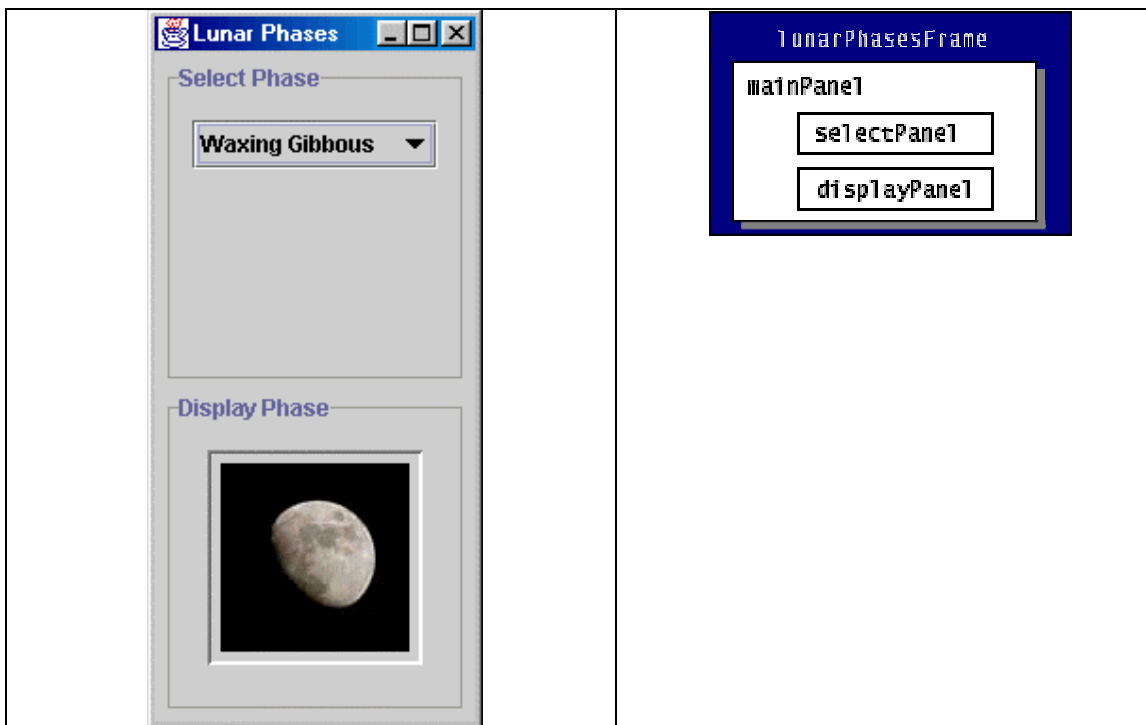 Lunar Phases
Select Phase
Waxing Gibbous
Display Phase
lunarPhasesFrame
mainPanel
selectPanel
displayPanel